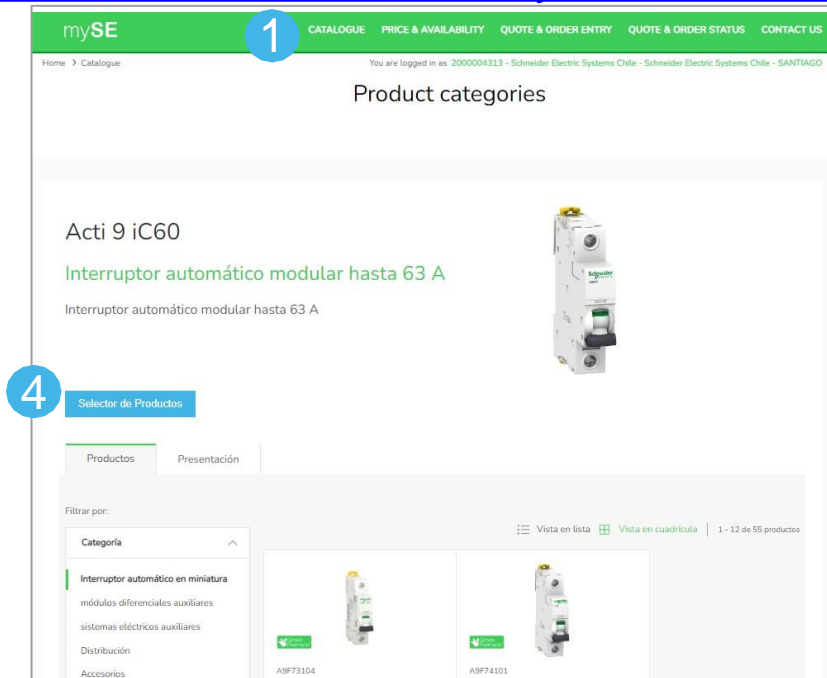 mySE
1
CATALOGUE PRICE & AVAILABILITY QUOTE & ORDER ENTRY QUOTE & ORDER STATUS CONTACT US
Home > Catalogue
You are logged in as 2000004313 - Schneider Electric Systems Chile - Schneider Electric Systems Chile - SANTIAGO
Product categories
Acti 9 iC60
Interruptor automático modular hasta 63 A
Interruptor automático modular hasta 63 A
Schneider
4
Selector de Productos
Productos Presentación
Filtrar por:
Vista en lista Vista en cuadrícula | 1 - 12 de 55 productos
Categoría
Interruptor automático en miniatura
módulos diferenciales auxiliares
sistemas eléctricos auxiliares
Distribución
Accesorios
Green Premium
Green Premium
A9F73104
A9F74101